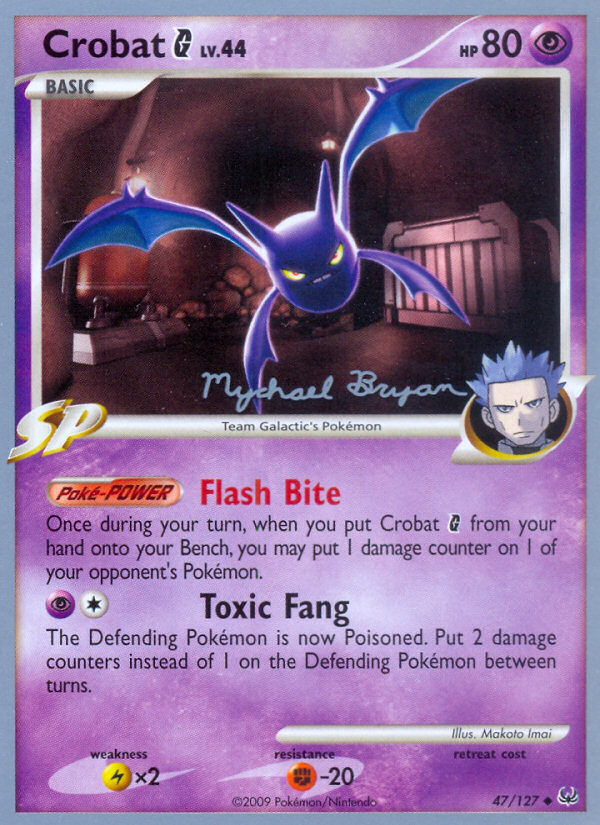 Crobat G LV.44 HP 80
BASIC
Mychael Bryan
SP
Team Galactic's Pokémon
Poké-POWER Flash Bite
Once during your turn, when you put Crobat G from your
hand onto your Bench, you may put 1 damage counter on 1 of
your opponent's Pokémon.
Toxic Fang
The Defending Pokémon is now Poisoned. Put 2 damage
counters instead of 1 on the Defending Pokémon between
turns.
Illus. Makoto Imai
weakness resistance retreat cost
×2 -20
©2009 Pokémon/Nintendo 47/127